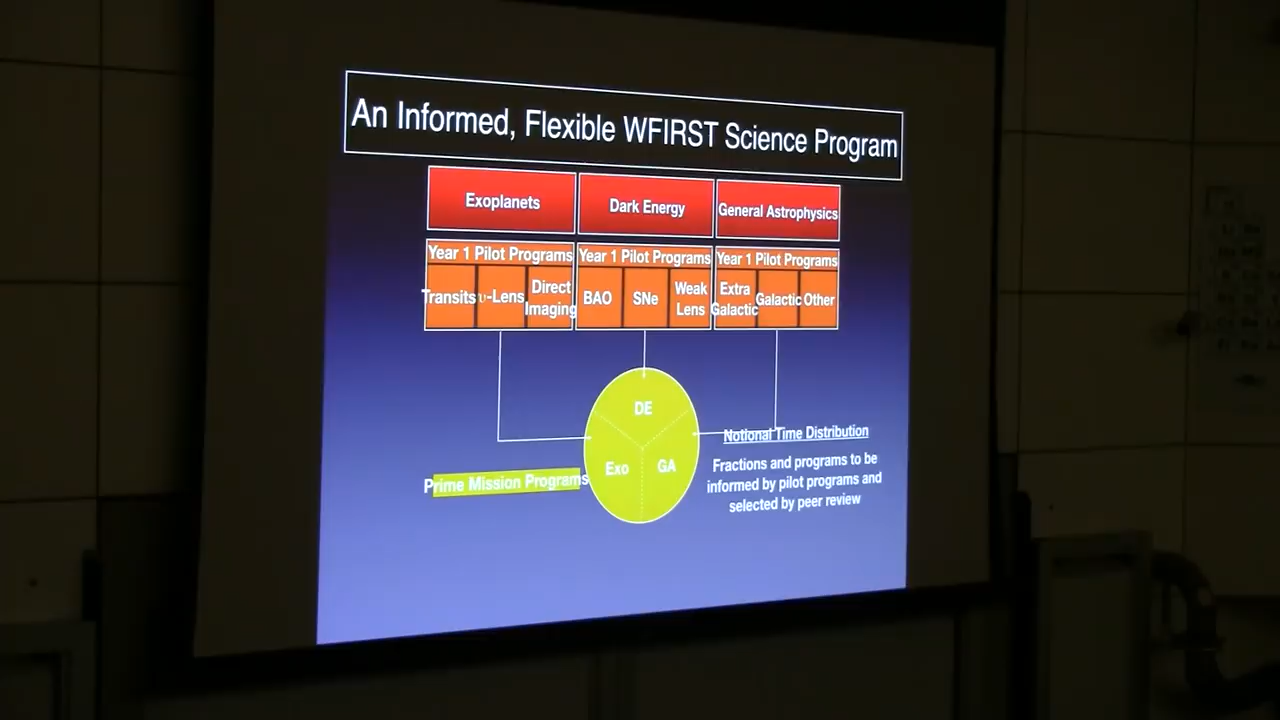 An Informed, Flexible WFIRST Science Program
Exoplanets
Dark Energy
General Astrophysics
Year 1 Pilot Programs
Year 1 Pilot Programs
Year 1 Pilot Programs
Transits
υ-Lens
Direct
Imaging
BAO
SNe
Weak
Lens
Extra
Galactic
Galactic
Other
DE
Exo
GA
Prime Mission Programs
Notional Time Distribution
Fractions and programs to be
informed by pilot programs and
selected by peer review